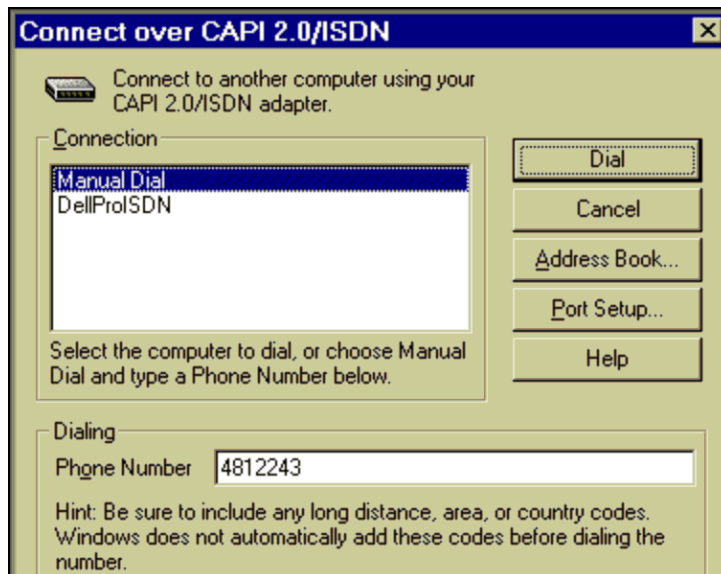 Connect over CAPI 2.0/ISDN
Connect to another computer using your
CAPI 2.0/ISDN adapter.
Connection
Manual Dial
DellProISDN
Select the computer to dial, or choose Manual
Dial and type a Phone Number below.
Dial
Cancel
Address Book...
Port Setup...
Help
Dialing
Phone Number 4812243
Hint: Be sure to include any long distance, area, or country codes.
Windows does not automatically add these codes before dialing the
number.